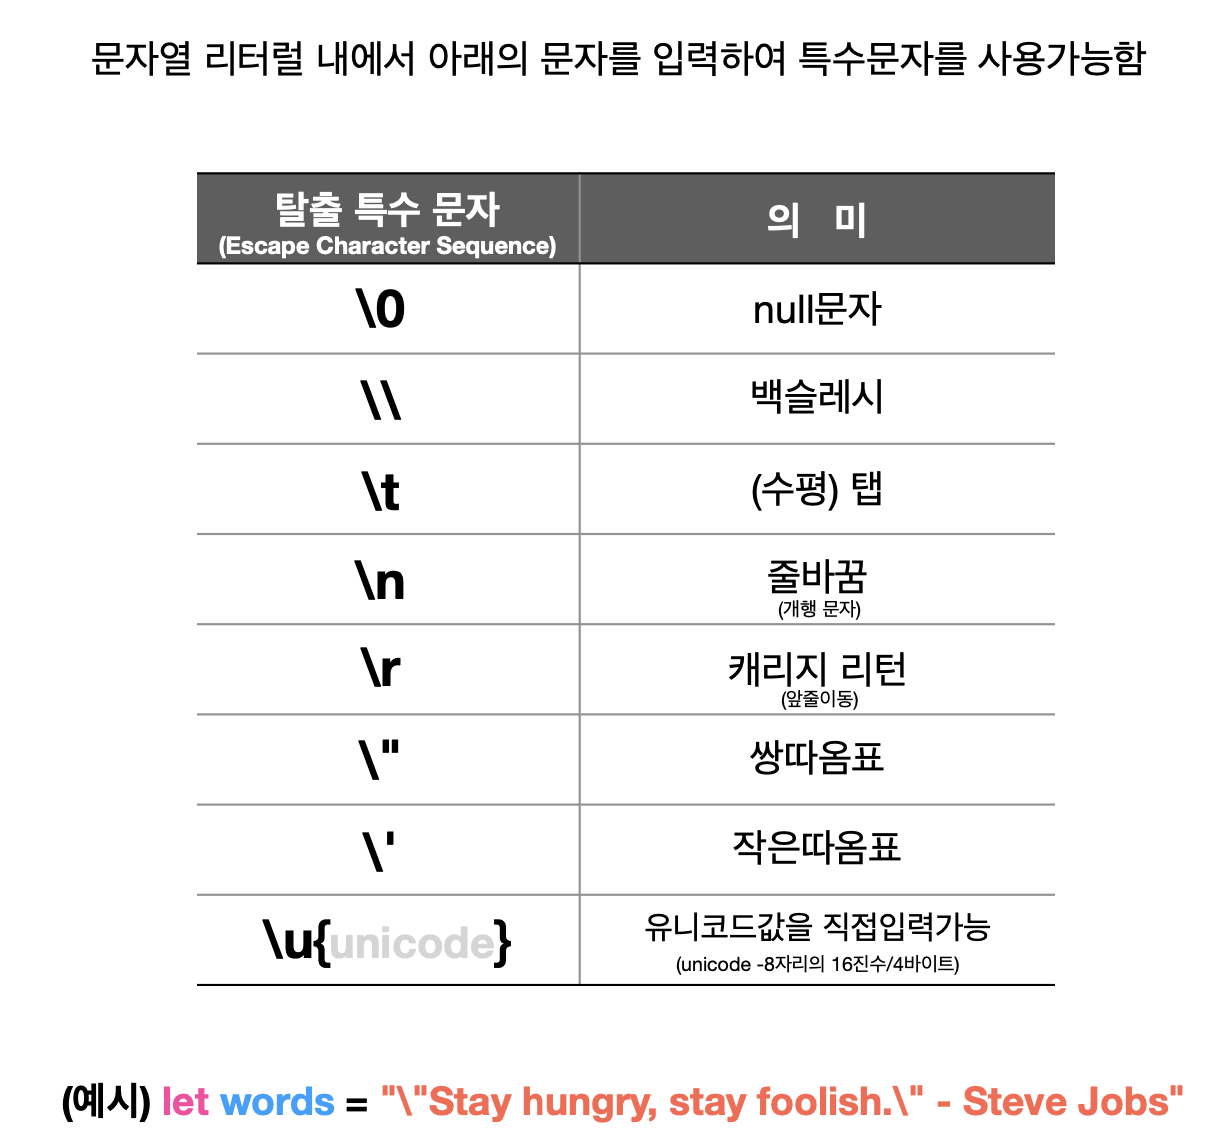 문자열 리터럴 내에서 아래의 문자를 입력하여 특수문자를 사용가능함
탈출 특수 문자
(Escape Character Sequence)
의 미
\0
null문자
\\
백슬레시
\t
(수평) 탭
\n
줄바꿈
(개행 문자)
\r
캐리지 리턴
(앞줄이동)
\"
쌍따옴표
\'
작은따옴표
\u{unicode}
유니코드값을 직접입력가능
(unicode -8자리의 16진수/4바이트)
(예시) let words = "\"Stay hungry, stay foolish.\" - Steve Jobs"